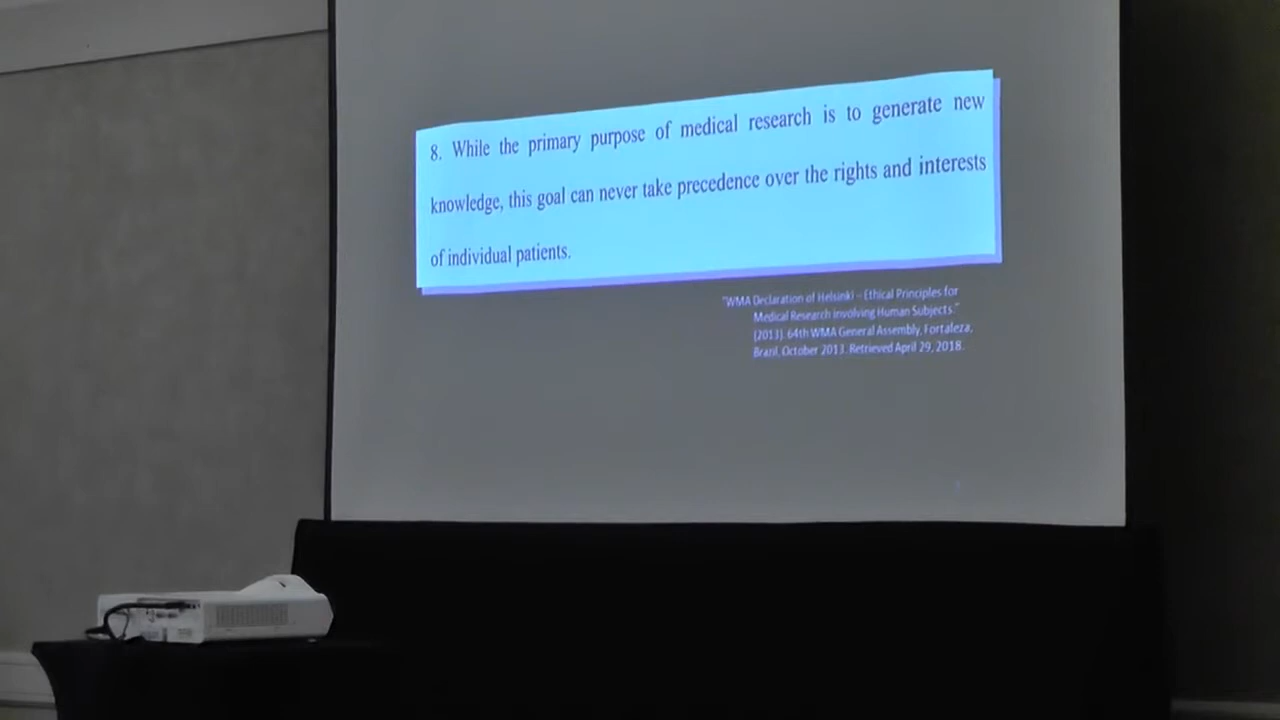 8. While the primary purpose of medical research is to generate new
knowledge, this goal can never take precedence over the rights and interests
of individual patients.
"WMA Declaration of Helsinki – Ethical Principles for
Medical Research involving Human Subjects."
(2013). 64th WMA General Assembly, Fortaleza,
Brazil, October 2013. Retrieved April 29, 2018.